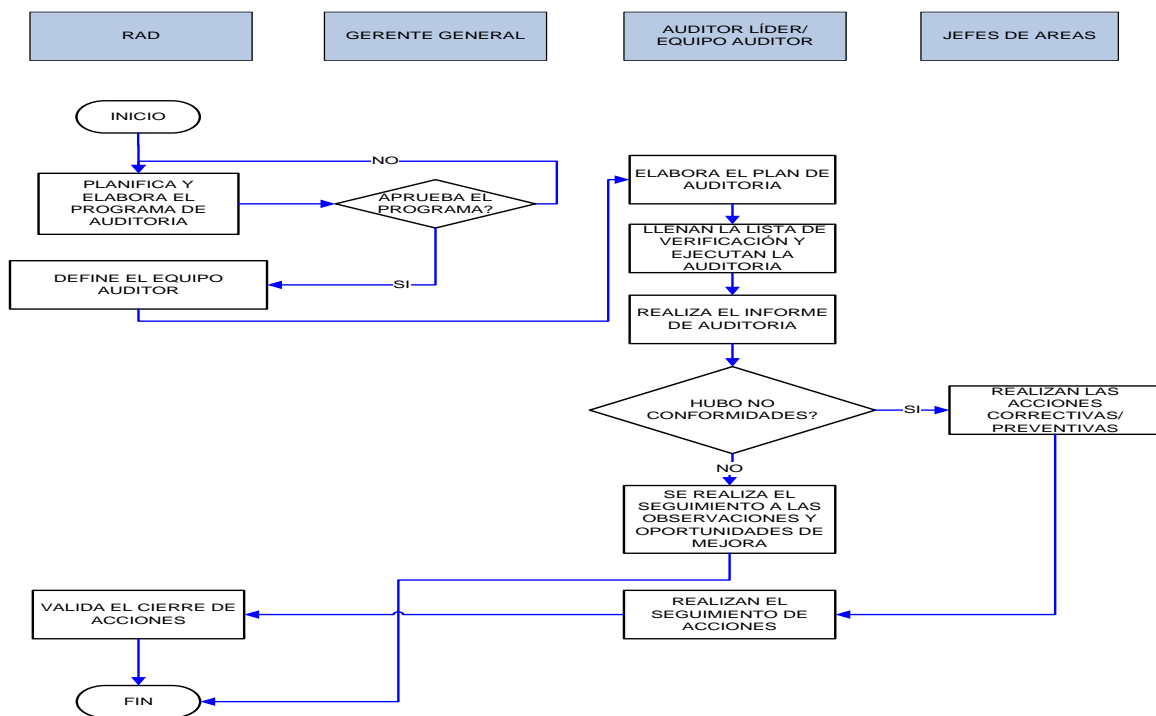 RAD
GERENTE GENERAL
AUDITOR LÍDER/
EQUIPO AUDITOR
JEFES DE AREAS
INICIO
NO
PLANIFICA Y
ELABORA EL
PROGRAMA DE
AUDITORIA
APRUEBA EL
PROGRAMA?
ELABORA EL PLAN DE
AUDITORIA
LLENAN LA LISTA DE
VERIFICACIÓN Y
EJECUTAN LA
AUDITORIA
DEFINE EL EQUIPO
AUDITOR
SI
REALIZA EL INFORME
DE AUDITORIA
HUBO NO
CONFORMIDADES?
SI
REALIZAN LAS
ACCIONES
CORRECTIVAS/
PREVENTIVAS
NO
SE REALIZA EL
SEGUIMIENTO A LAS
OBSERVACIONES Y
OPORTUNIDADES DE
MEJORA
VALIDA EL CIERRE DE
ACCIONES
REALIZAN EL
SEGUIMIENTO DE
ACCIONES
FIN